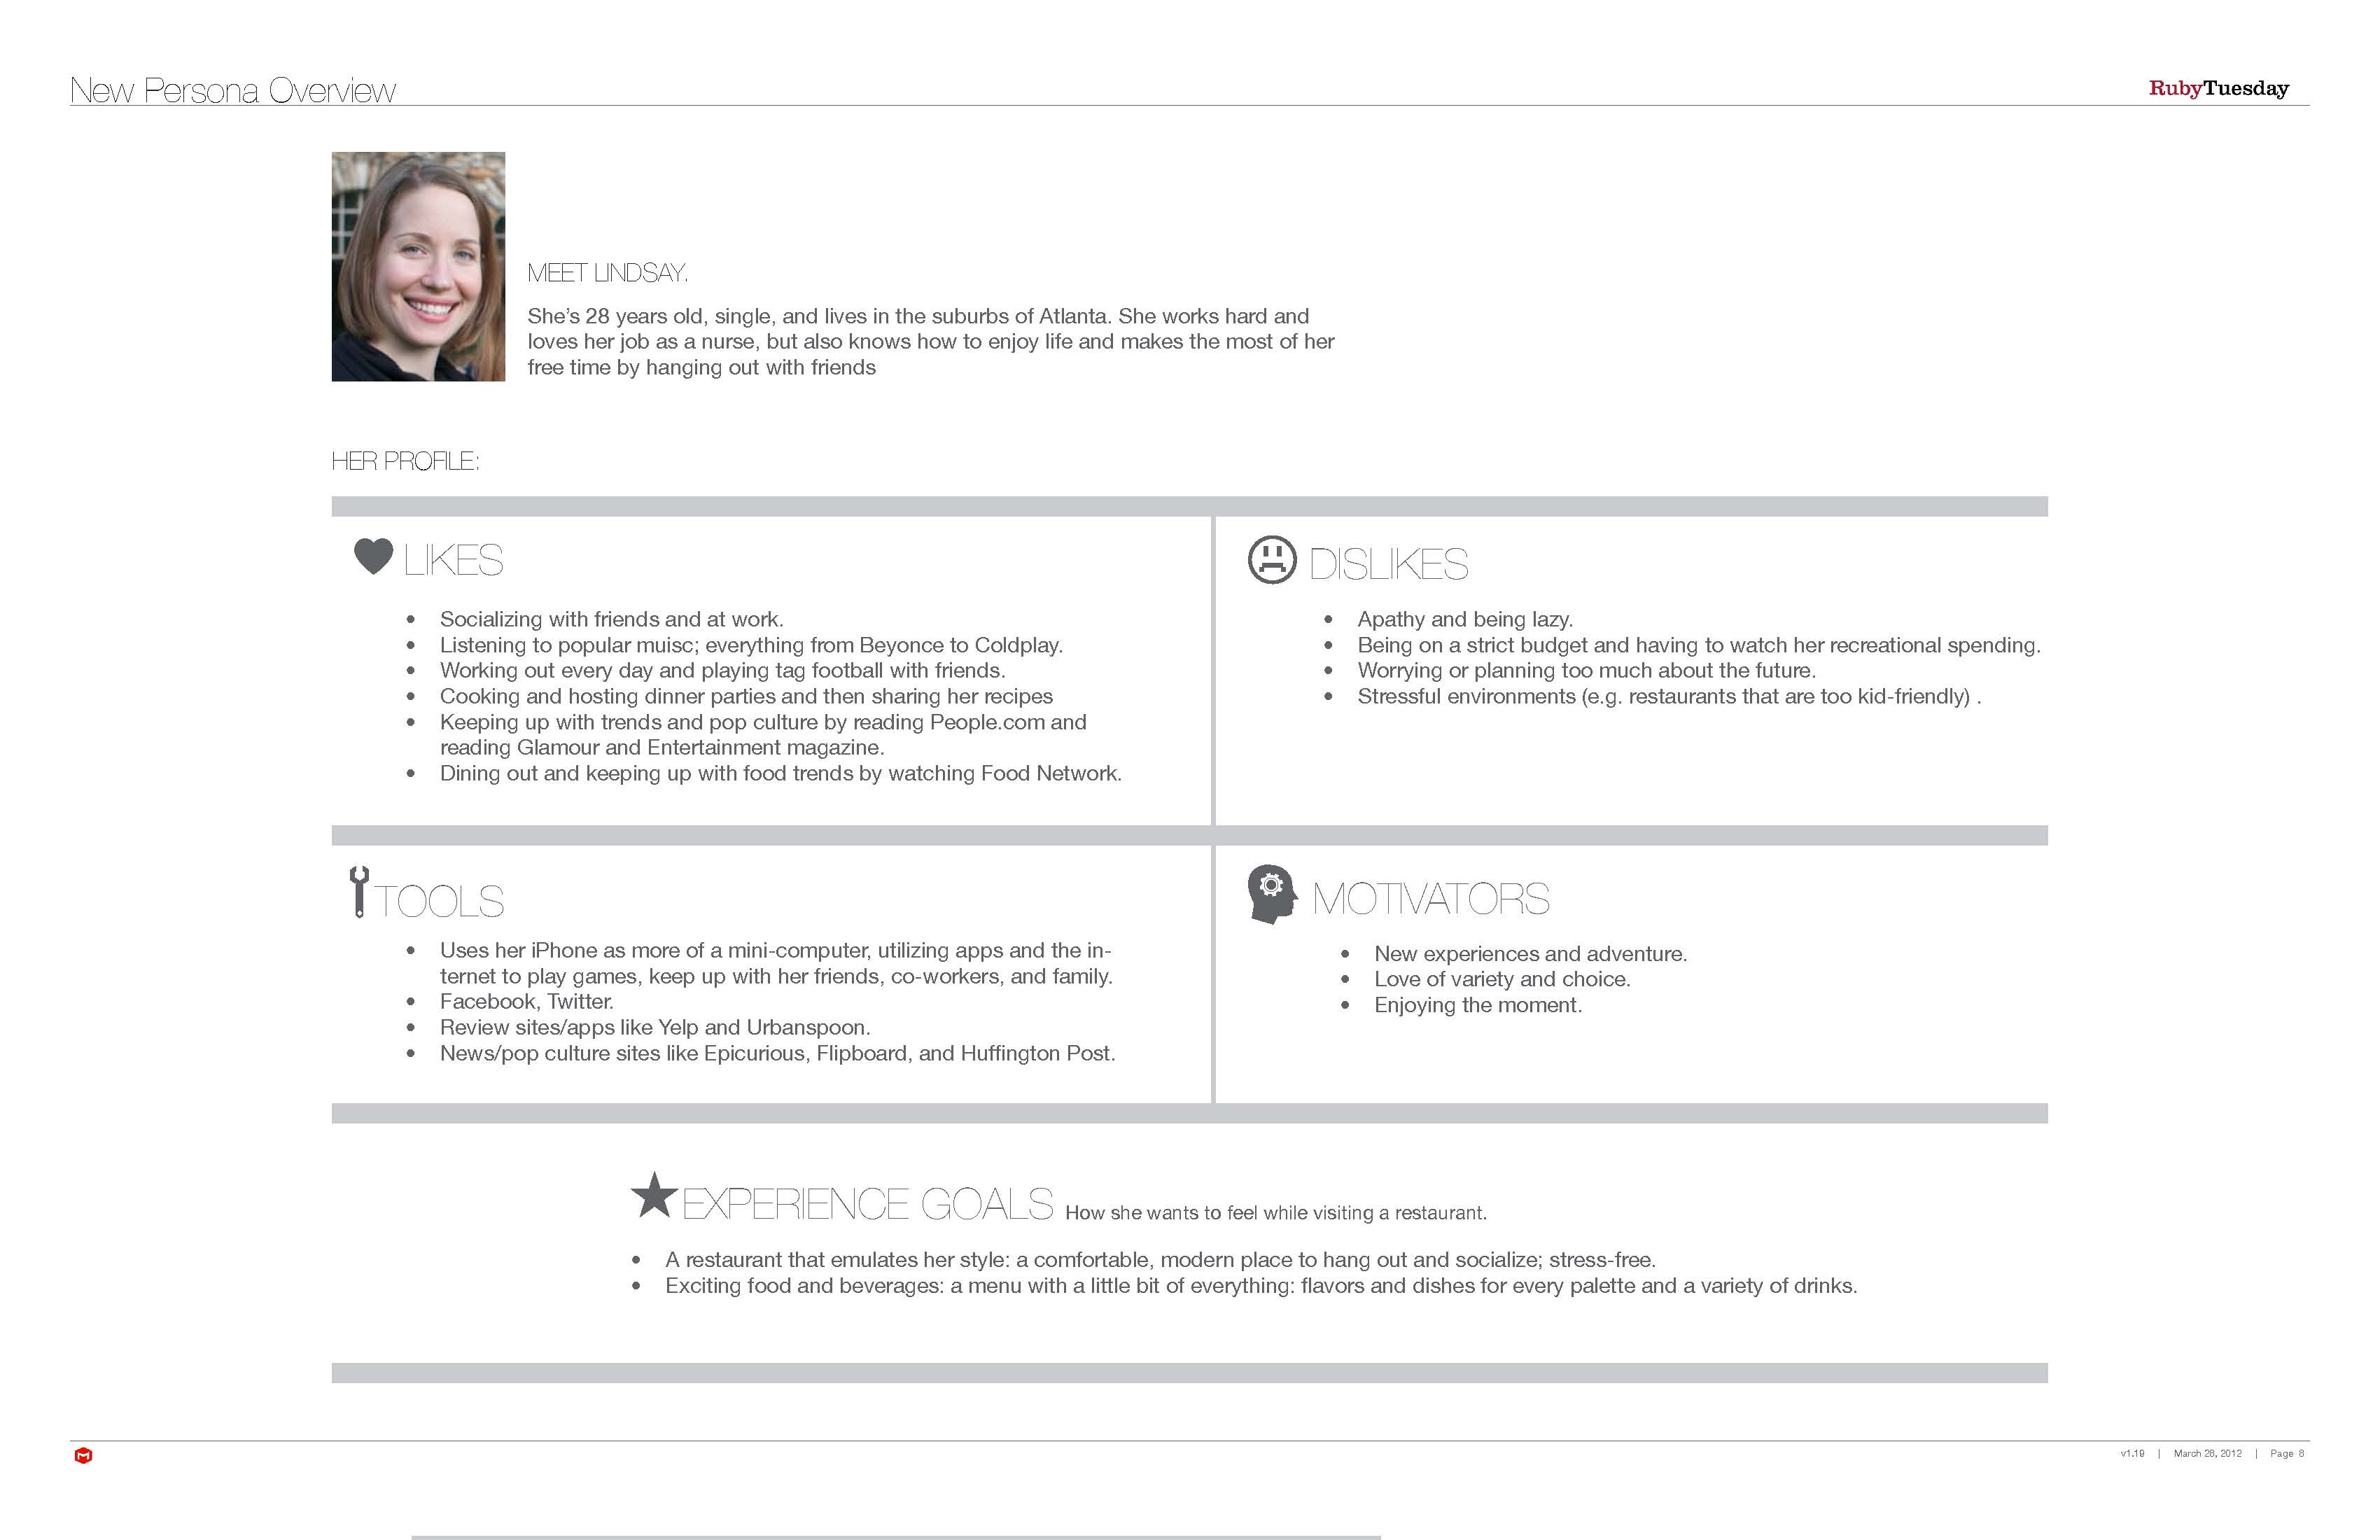 New Persona Overview
RubyTuesday
MEET LINDSAY.
She's 28 years old, single, and lives in the suburbs of Atlanta. She works hard and
loves her job as a nurse, but also knows how to enjoy life and makes the most of her
free time by hanging out with friends
HER PROFILE:
LIKES
• Socializing with friends and at work.
• Listening to popular muisc; everything from Beyonce to Coldplay.
• Working out every day and playing tag football with friends.
• Cooking and hosting dinner parties and then sharing her recipes
• Keeping up with trends and pop culture by reading People.com and
reading Glamour and Entertainment magazine.
• Dining out and keeping up with food trends by watching Food Network.
DISLIKES
• Apathy and being lazy.
• Being on a strict budget and having to watch her recreational spending.
• Worrying or planning too much about the future.
• Stressful environments (e.g. restaurants that are too kid-friendly) .
TOOLS
• Uses her iPhone as more of a mini-computer, utilizing apps and the in-
ternet to play games, keep up with her friends, co-workers, and family.
• Facebook, Twitter.
• Review sites/apps like Yelp and Urbanspoon.
• News/pop culture sites like Epicurious, Flipboard, and Huffington Post.
MOTIVATORS
• New experiences and adventure.
• Love of variety and choice.
• Enjoying the moment.
EXPERIENCE GOALS How she wants to feel while visiting a restaurant.
• A restaurant that emulates her style: a comfortable, modern place to hang out and socialize; stress-free.
• Exciting food and beverages: a menu with a little bit of everything: flavors and dishes for every palette and a variety of drinks.
M
v1.19 | March 28, 2012 | Page 8